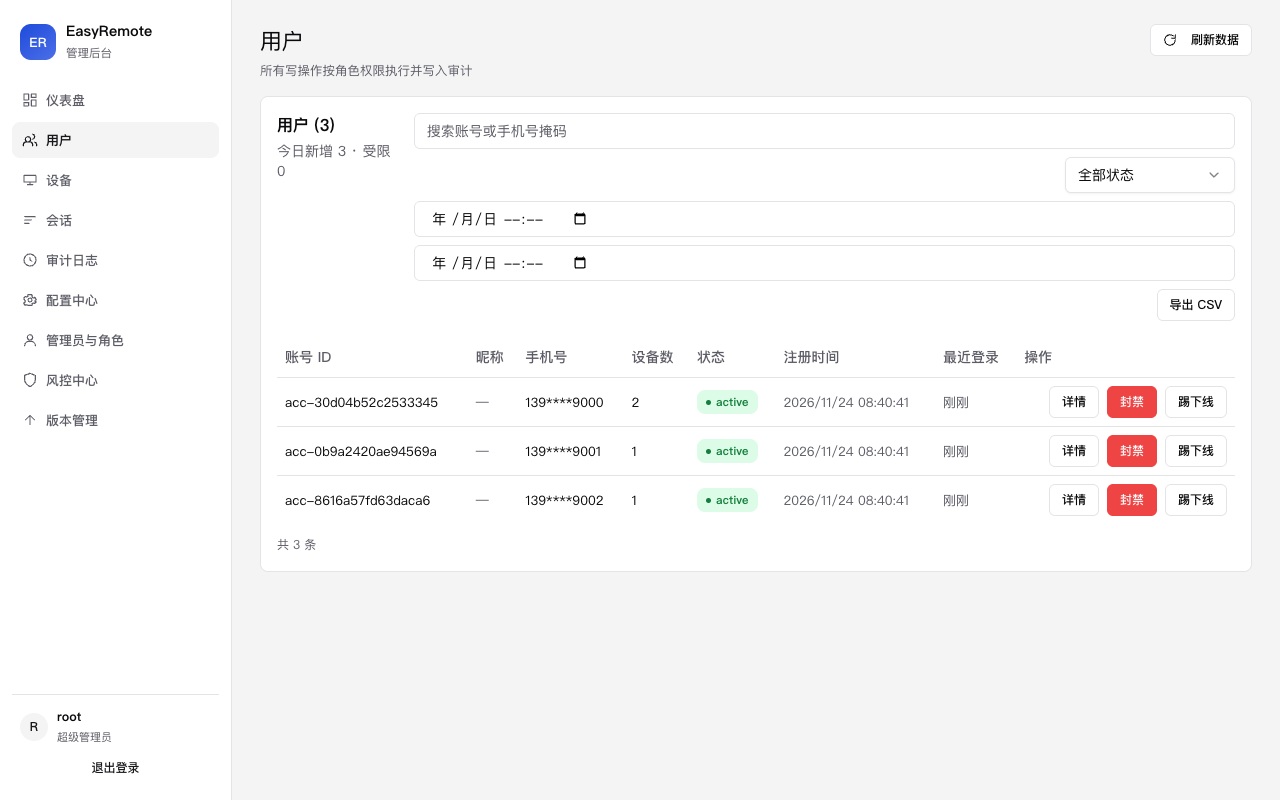 ER
EasyRemote
管理后台
仪表盘
用户
设备
会话
审计日志
配置中心
管理员与角色
风控中心
版本管理
R
root
超级管理员
退出登录
用户
所有写操作按角色权限执行并写入审计
刷新数据
用户 (3)
今日新增 3 · 受限
0
搜索账号或手机号掩码
全部状态
年 /月/日 --:--
年 /月/日 --:--
导出 CSV
账号 ID 昵称 手机号 设备数 状态 注册时间 最近登录 操作
acc-30d04b52c2533345 — 139****9000 2 active 2026/11/24 08:40:41 刚刚 详情 封禁 踢下线
acc-0b9a2420ae94569a — 139****9001 1 active 2026/11/24 08:40:41 刚刚 详情 封禁 踢下线
acc-8616a57fd63daca6 — 139****9002 1 active 2026/11/24 08:40:41 刚刚 详情 封禁 踢下线
共 3 条